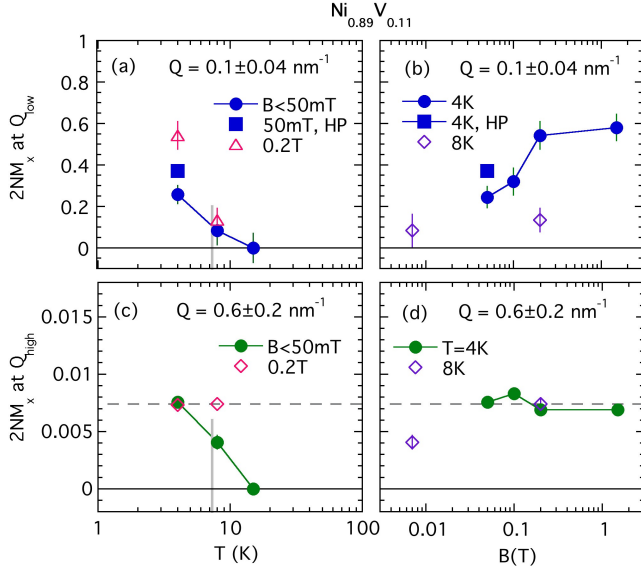 Ni0.89V0.11
(a) Q = 0.1±0.04 nm-1
B<50mT
50mT, HP
0.2T
2NMx at Qlow
1
0.8
0.6
0.4
0.2
0
(b) Q = 0.1±0.04 nm-1
4K
4K, HP
8K
(c) Q = 0.6±0.2 nm-1
B<50mT
0.2T
2NMx at Qhigh
0.015
0.01
0.005
0
1 10 100
T (K)
(d) Q = 0.6±0.2 nm-1
T=4K
8K
0.01 0.1 1
B(T)